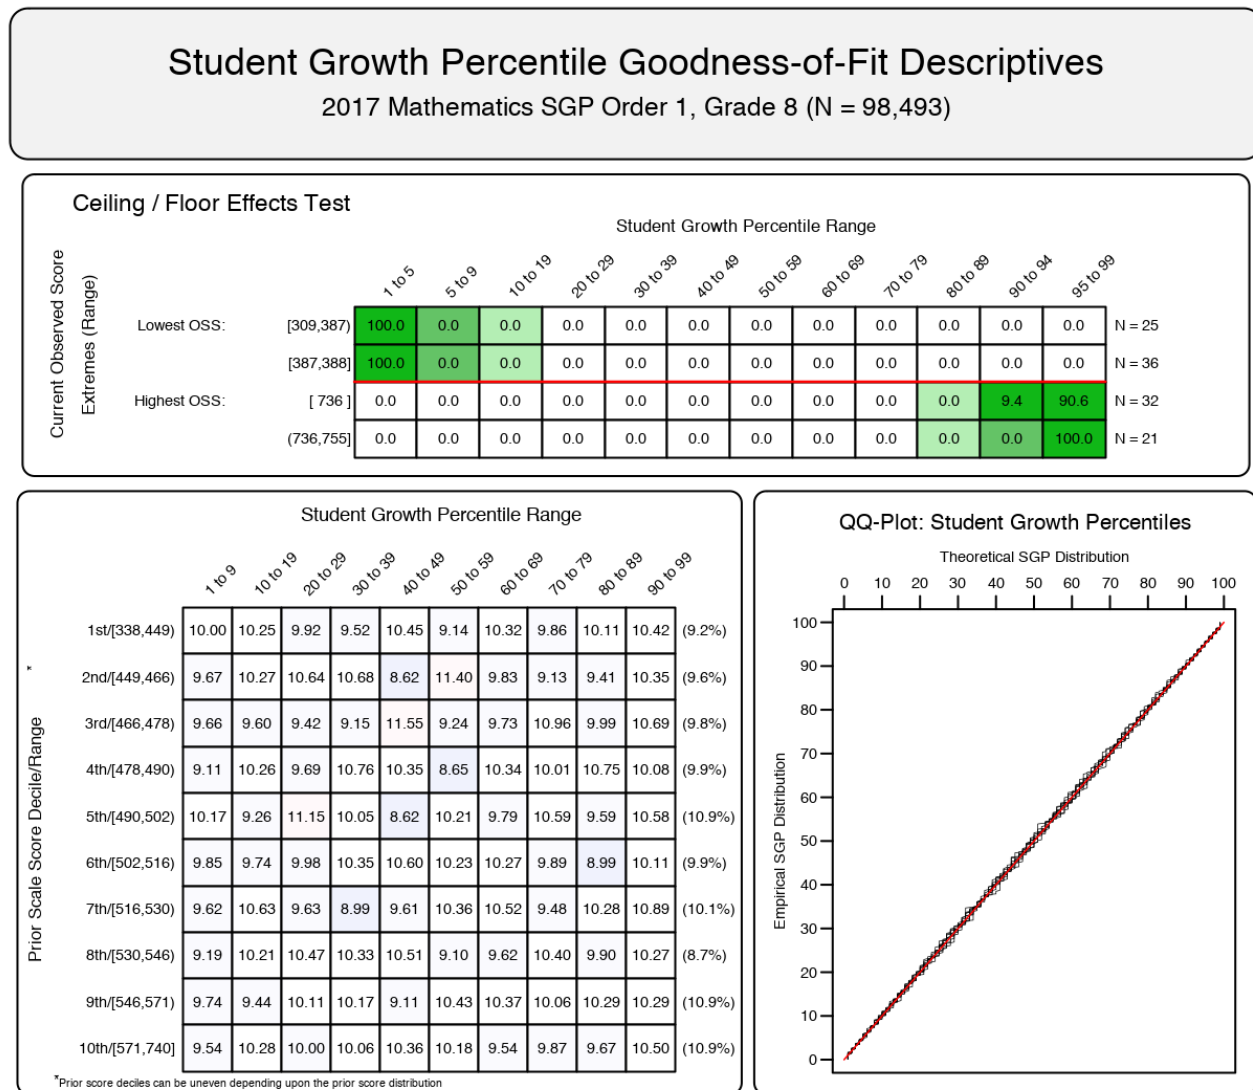 Student Growth Percentile Goodness-of-Fit Descriptives
2017 Mathematics SGP Order 1, Grade 8 (N = 98,493)
Ceiling / Floor Effects Test
Student Growth Percentile Range
Current Observed Score
Extremes (Range)
1 to 5 5 to 9 10 to 19 20 to 29 30 to 39 40 to 49 50 to 59 60 to 69 70 to 79 80 to 89 90 to 94 95 to 99
Lowest OSS: [309,387) 100.0 0.0 0.0 0.0 0.0 0.0 0.0 0.0 0.0 0.0 0.0 0.0 N = 25
[387,388] 100.0 0.0 0.0 0.0 0.0 0.0 0.0 0.0 0.0 0.0 0.0 0.0 N = 36
Highest OSS: [ 736 ] 0.0 0.0 0.0 0.0 0.0 0.0 0.0 0.0 0.0 0.0 9.4 90.6 N = 32
(736,755] 0.0 0.0 0.0 0.0 0.0 0.0 0.0 0.0 0.0 0.0 0.0 100.0 N = 21
Student Growth Percentile Range
1 to 9 10 to 19 20 to 29 30 to 39 40 to 49 50 to 59 60 to 69 70 to 79 80 to 89 90 to 99
Prior Scale Score Decile/Range *
1st/[338,449) 10.00 10.25 9.92 9.52 10.45 9.14 10.32 9.86 10.11 10.42 (9.2%)
2nd/[449,466) 9.67 10.27 10.64 10.68 8.62 11.40 9.83 9.13 9.41 10.35 (9.6%)
3rd/[466,478) 9.66 9.60 9.42 9.15 11.55 9.24 9.73 10.96 9.99 10.69 (9.8%)
4th/[478,490) 9.11 10.26 9.69 10.76 10.35 8.65 10.34 10.01 10.75 10.08 (9.9%)
5th/[490,502) 10.17 9.26 11.15 10.05 8.62 10.21 9.79 10.59 9.59 10.58 (10.9%)
6th/[502,516) 9.85 9.74 9.98 10.35 10.60 10.23 10.27 9.89 8.99 10.11 (9.9%)
7th/[516,530) 9.62 10.63 9.63 8.99 9.61 10.36 10.52 9.48 10.28 10.89 (10.1%)
8th/[530,546) 9.19 10.21 10.47 10.33 10.51 9.10 9.62 10.40 9.90 10.27 (8.7%)
9th/[546,571) 9.74 9.44 10.11 10.17 9.11 10.43 10.37 10.06 10.29 10.29 (10.9%)
10th/[571,740] 9.54 10.28 10.00 10.06 10.36 10.18 9.54 9.87 9.67 10.50 (10.9%)
*Prior score deciles can be uneven depending upon the prior score distribution
QQ-Plot: Student Growth Percentiles
Theoretical SGP Distribution
0 10 20 30 40 50 60 70 80 90 100
Empirical SGP Distribution
100
90
80
70
60
50
40
30
20
10
0